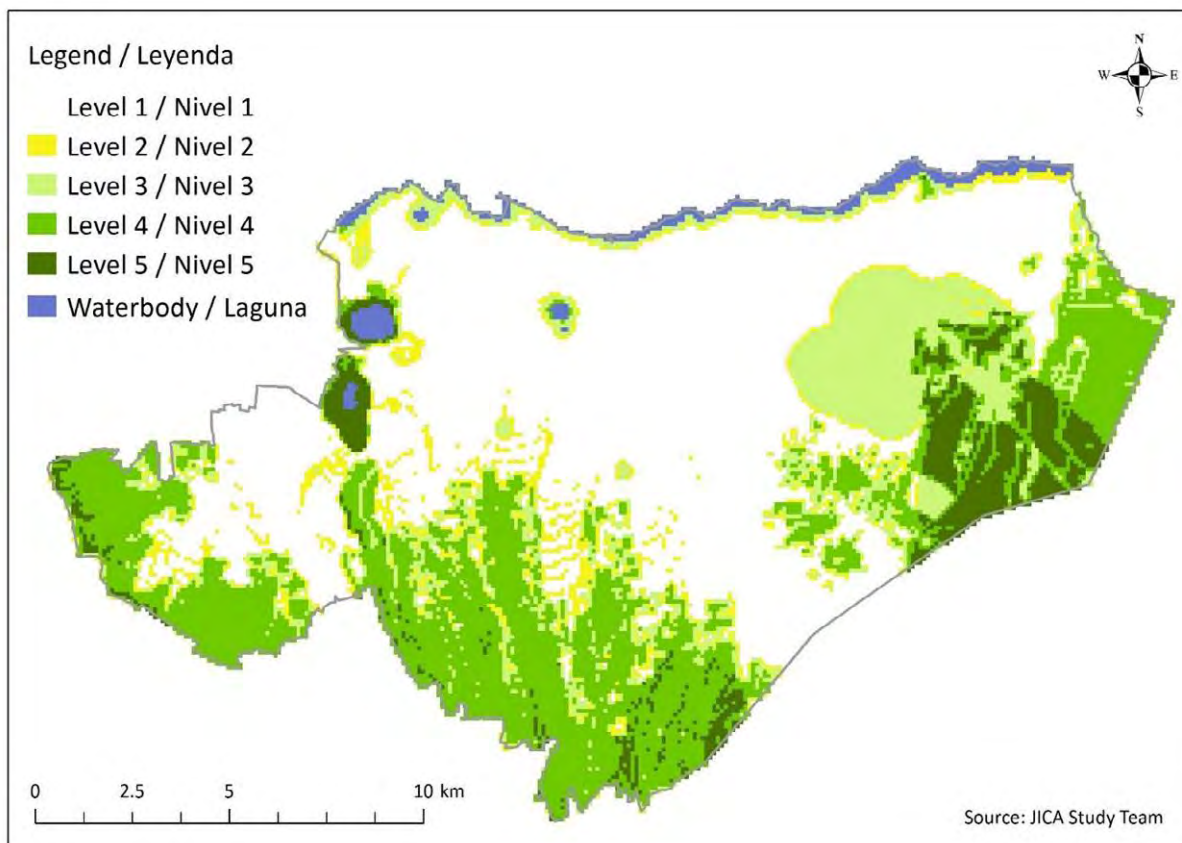 Legend / Leyenda
Level 1 / Nivel 1
Level 2 / Nivel 2
Level 3 / Nivel 3
Level 4 / Nivel 4
Level 5 / Nivel 5
Waterbody / Laguna
N
W E
S
0 2.5 5 10 km
Source: JICA Study Team